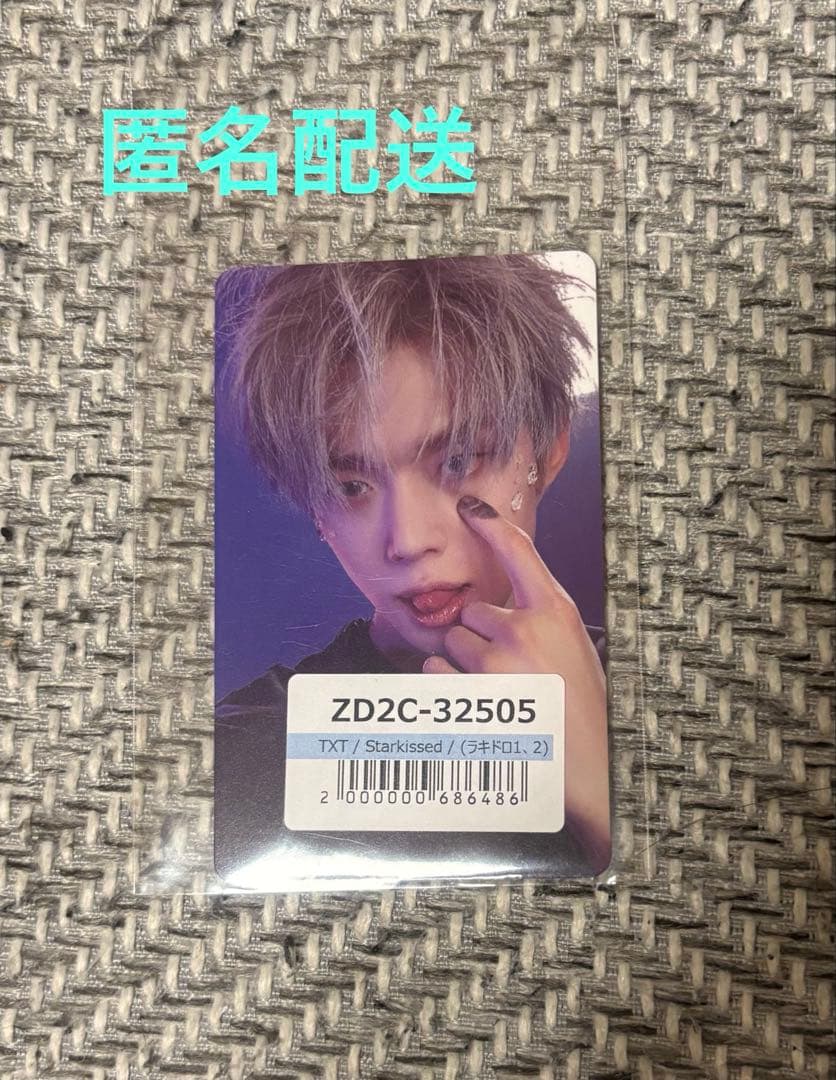 匿名配送
ZD2C-32505
TXT / Starkissed / (ラキドロ1、2)
2 000000 686486